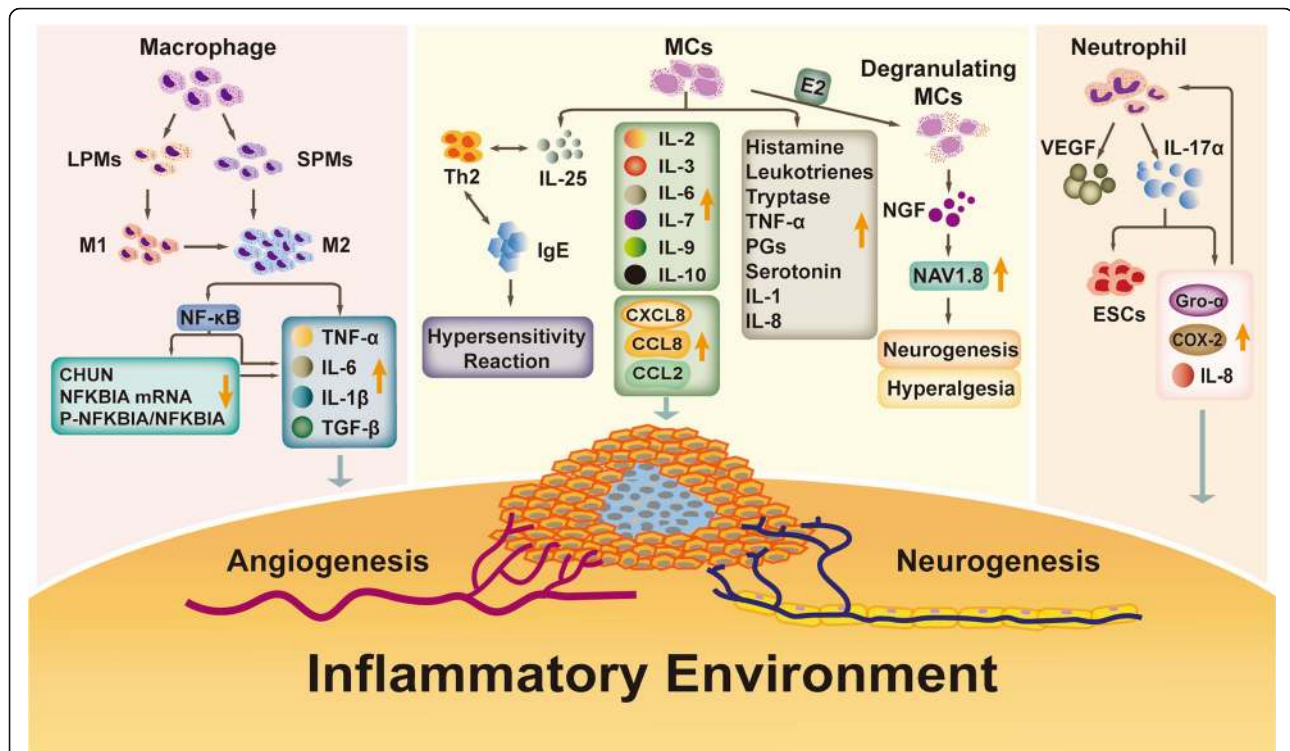 Macrophage
LPMs
SPMs
M1
M2
NF-κB
CHUN
NFKBIA mRNA
P-NFKBIA/NFKBIA
TNF-α
IL-6
IL-1β
TGF-β
MCs
E2
Degranulating
MCs
Th2
IL-25
IgE
Hypersensitivity
Reaction
IL-2
IL-3
IL-6
IL-7
IL-9
IL-10
CXCL8
CCL8
CCL2
Histamine
Leukotrienes
Tryptase
TNF-α
PGs
Serotonin
IL-1
IL-8
NGF
NAV1.8
Neurogenesis
Hyperalgesia
Neutrophil
VEGF
IL-17α
ESCs
Gro-α
COX-2
IL-8
Angiogenesis
Neurogenesis
Inflammatory Environment